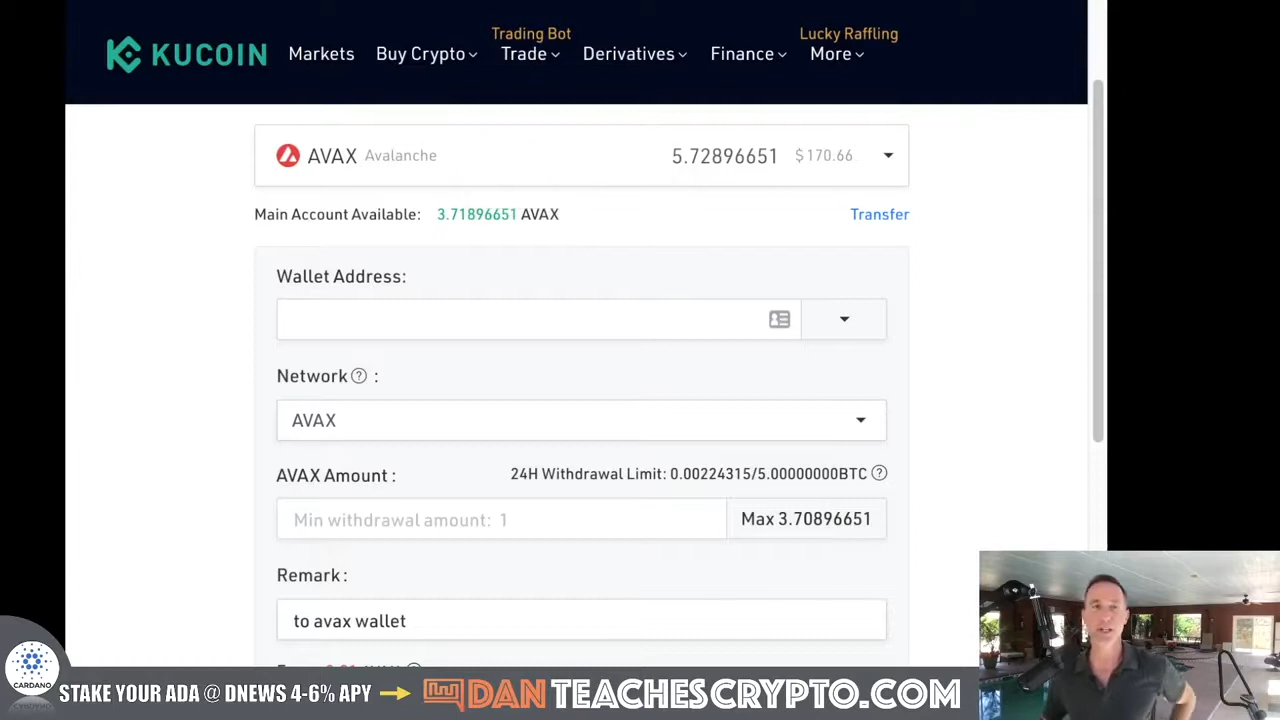 Trading Bot
Lucky Raffling
KUCOIN Markets Buy Crypto Trade Derivatives Finance More
AVAX Avalanche 5.72896651 $ 170.66
Main Account Available: 3.71896651 AVAX Transfer
Wallet Address:
Network ? :
AVAX
AVAX Amount : 24H Withdrawal Limit: 0.00224315/5.00000000BTC ?
Min withdrawal amount: 1 Max 3.70896651
Remark :
to avax wallet
CARDANO
STAKE YOUR ADA @ DNEWS 4-6% APY DAN TEACHESCRYPTO.COM